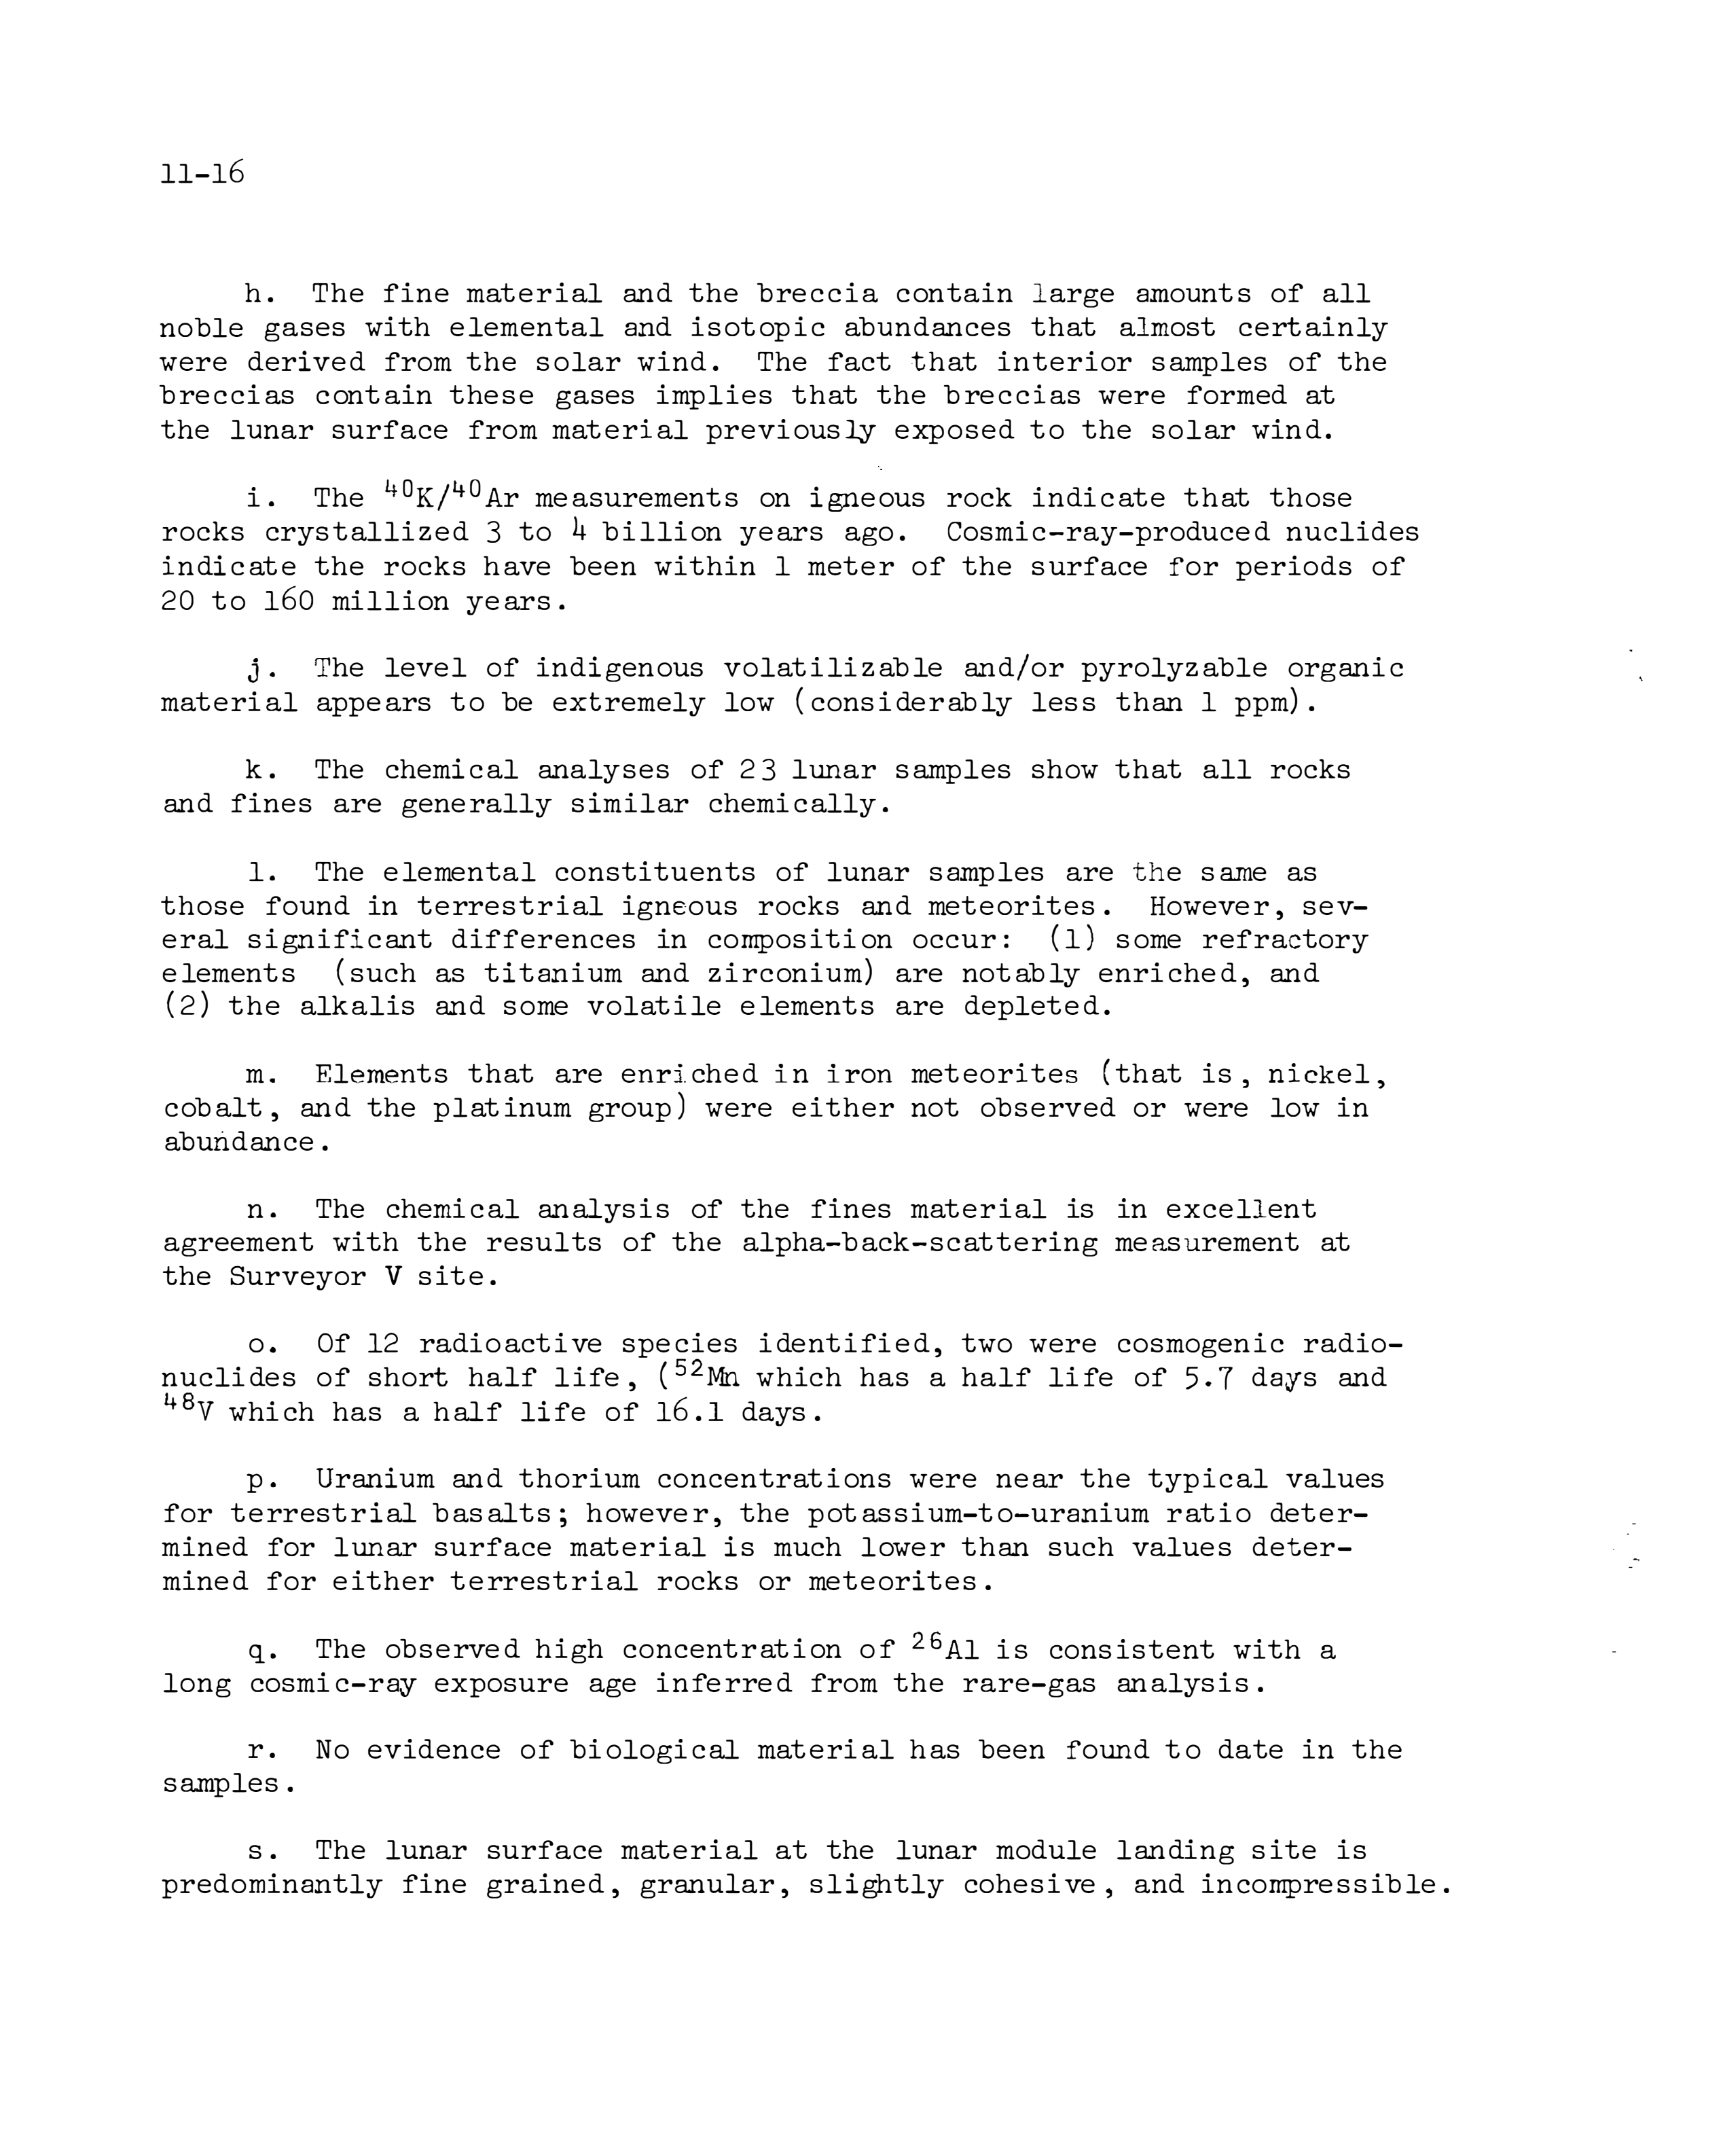 11-16
h. The fine material and the breccia contain large amounts of all
noble gases with elemental and isotopic abundances that almost certainly
were derived from the solar wind. The fact that interior samples of the
breccias contain these gases implies that the breccias were formed at
the lunar surface from material previously exposed to the solar wind.
i. The ⁴⁰K/⁴⁰Ar measurements on igneous rock indicate that those
rocks crystallized 3 to 4 billion years ago. Cosmic-ray-produced nuclides
indicate the rocks have been within 1 meter of the surface for periods of
20 to 160 million years.
j. The level of indigenous volatilizable and/or pyrolyzable organic
material appears to be extremely low (considerably less than 1 ppm).
k. The chemical analyses of 23 lunar samples show that all rocks
and fines are generally similar chemically.
l. The elemental constituents of lunar samples are the same as
those found in terrestrial igneous rocks and meteorites. However, sev-
eral significant differences in composition occur: (1) some refractory
elements (such as titanium and zirconium) are notably enriched, and
(2) the alkalis and some volatile elements are depleted.
m. Elements that are enriched in iron meteorites (that is, nickel,
cobalt, and the platinum group) were either not observed or were low in
abundance.
n. The chemical analysis of the fines material is in excellent
agreement with the results of the alpha-back-scattering measurement at
the Surveyor V site.
o. Of 12 radioactive species identified, two were cosmogenic radio-
nuclides of short half life, (⁵²Mn which has a half life of 5.7 days and
⁴⁸V which has a half life of 16.1 days.
p. Uranium and thorium concentrations were near the typical values
for terrestrial basalts; however, the potassium-to-uranium ratio deter-
mined for lunar surface material is much lower than such values deter-
mined for either terrestrial rocks or meteorites.
q. The observed high concentration of ²⁶Al is consistent with a
long cosmic-ray exposure age inferred from the rare-gas analysis.
r. No evidence of biological material has been found to date in the
samples.
s. The lunar surface material at the lunar module landing site is
predominantly fine grained, granular, slightly cohesive, and incompressible.